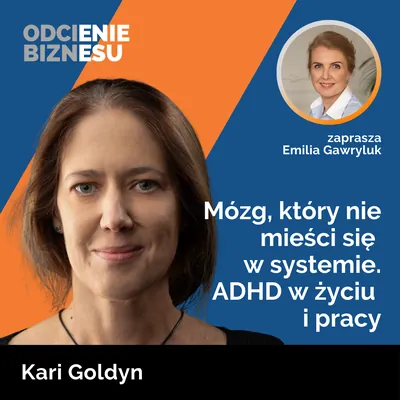 ODCIENIE
BIZNESU
zaprasza
Emilia Gawryluk
Mózg, który nie
mieści się
w systemie.
ADHD w życiu
i pracy
Kari Goldyn